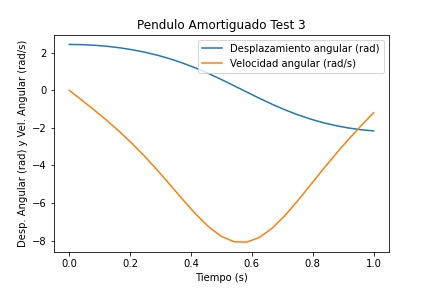 Pendulo Amortiguado Test 3
Desplazamiento angular (rad)
Velocidad angular (rad/s)
Desp. Angular (rad) y Vel. Angular (rad/s)
2
0
−2
−4
−6
−8
0.0 0.2 0.4 0.6 0.8 1.0
Tiempo (s)